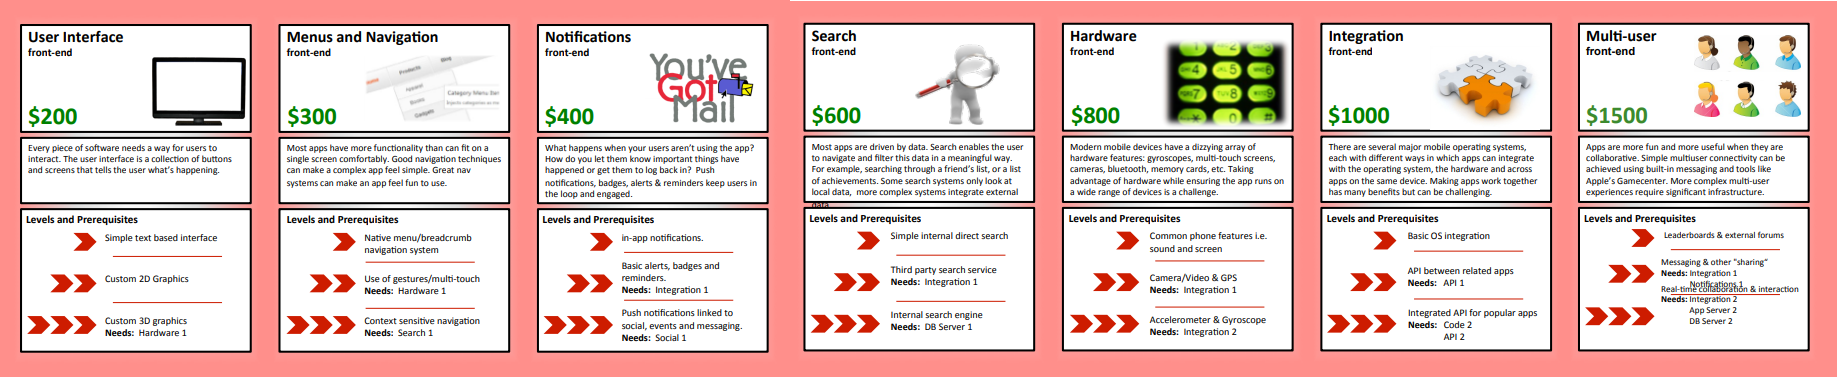 User Interface
front-end
$200
Every piece of software needs a way for users to
interact. The user interface is a collection of buttons
and screens that tells the user what's happening.
Levels and Prerequisites
Simple text based interface
Custom 2D Graphics
Custom 3D graphics
Needs: Hardware 1
Menus and Navigation
front-end
$300
Products
Blog
Category Menu Bar
Most apps have more functionality than can fit on a
single screen comfortably. Good navigation techniques
can make a complex app feel simple. Great nav
systems can make an app feel fun to use.
Levels and Prerequisites
Native menu/breadcrumb
navigation system
Use of gestures/multi-touch
Needs: Hardware 1
Context sensitive navigation
Needs: Search 1
Notifications
front-end
$400
You've
Got
Mail
What happens when your users aren't using the app?
How do you let them know important things have
happened or get them to log back in? Push
notifications, badges, alerts & reminders keep users in
the loop and engaged.
Levels and Prerequisites
in-app notifications.
Basic alerts, badges and
reminders.
Needs: Integration 1
Push notifications linked to
social, events and messaging.
Needs: Social 1
Search
front-end
$600
Most apps are driven by data. Search enables the user
to navigate and filter this data in a meaningful way.
For example, searching through a friend's list, or a list
of achievements. Some search systems only look at
local data, more complex systems integrate external
data.
Levels and Prerequisites
Simple internal direct search
Third party search service
Needs: Integration 1
Internal search engine
Needs: DB Server 1
Hardware
front-end
$800
4 5 6
7 8 9
0 #
Modern mobile devices have a dizzying array of
hardware features: gyroscopes, multi-touch screens,
cameras, bluetooth, memory cards, etc. Taking
advantage of hardware while ensuring the app runs on
a wide range of devices is a challenge.
Levels and Prerequisites
Common phone features i.e.
sound and screen
Camera/Video & GPS
Needs: Integration 1
Accelerometer & Gyroscope
Needs: Integration 2
Integration
front-end
$1000
There are several major mobile operating systems,
each with different ways in which apps can integrate
with the operating system, the hardware and across
apps on the same device. Making apps work together
has many benefits but can be challenging.
Levels and Prerequisites
Basic OS integration
API between related apps
Needs: API 1
Integrated API for popular apps
Needs: Code 2
API 2
Multi-user
front-end
$1500
Apps are more fun and more useful when they are
collaborative. Simple multiuser connectivity can be
achieved using built-in messaging and tools like
Apple's Gamecenter. More complex multi-user
experiences require significant infrastructure.
Levels and Prerequisites
Leaderboards & external forums
Messaging & other "sharing"
Needs: Integration 1
Notifications 1
Real-time collaboration & interaction
Needs: Integration 2
App Server 2
DB Server 2